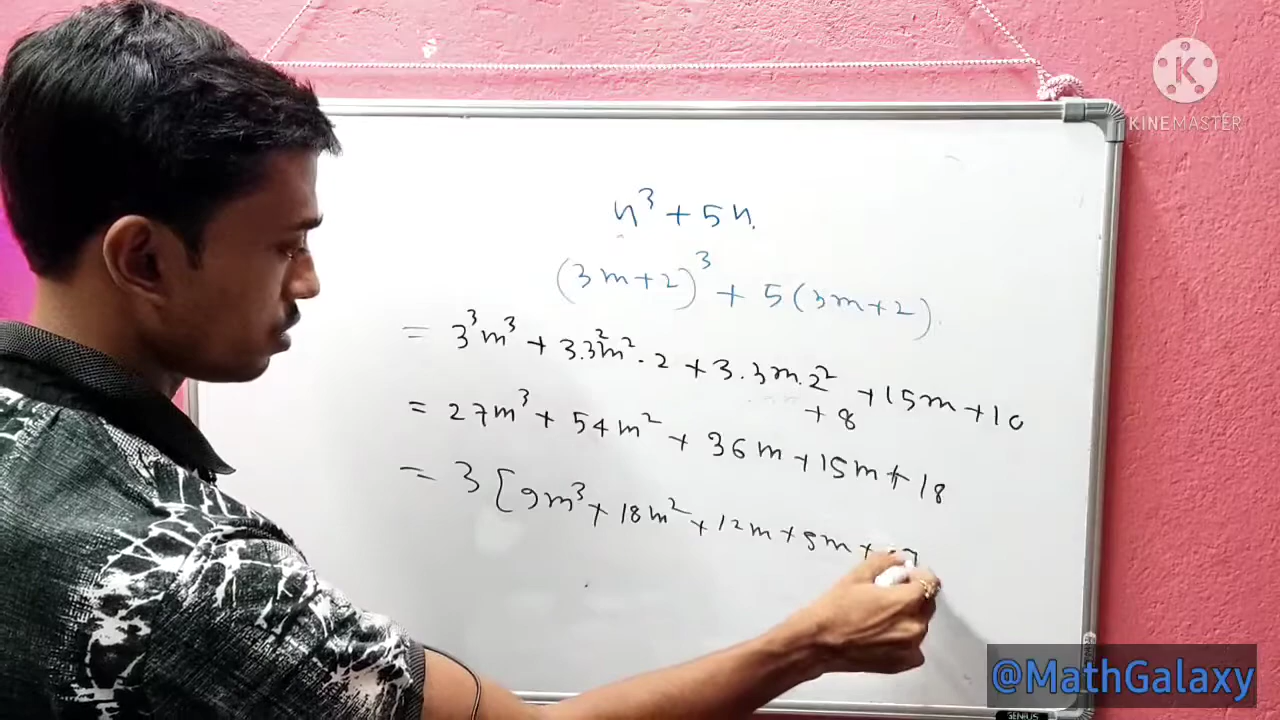 n³ + 5n.
(3m+2)³ + 5(3m+2).
= 3³m³ + 3.3²m².2 + 3.3m.2² + 15m + 10
+ 8
= 27m³ + 54m² + 36m + 15m + 18
= 3[9m³ + 18m² + 12m + 5m +
KINEMASTER
@MathGalaxy
GENIUS